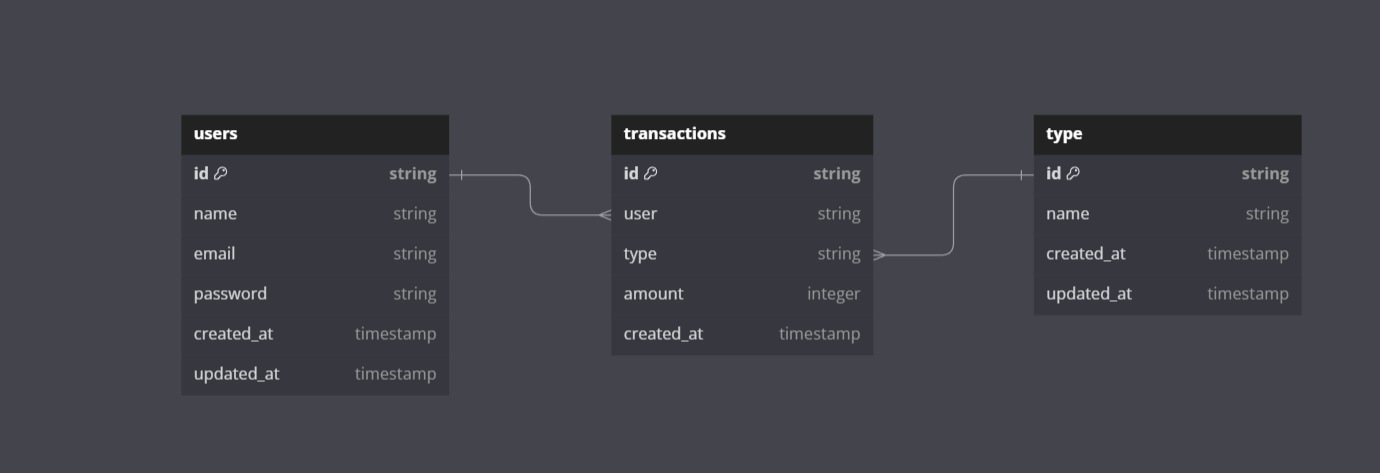 users
id string
name string
email string
password string
created_at timestamp
updated_at timestamp
transactions
id string
user string
type string
amount integer
created_at timestamp
type
id string
name string
created_at timestamp
updated_at timestamp